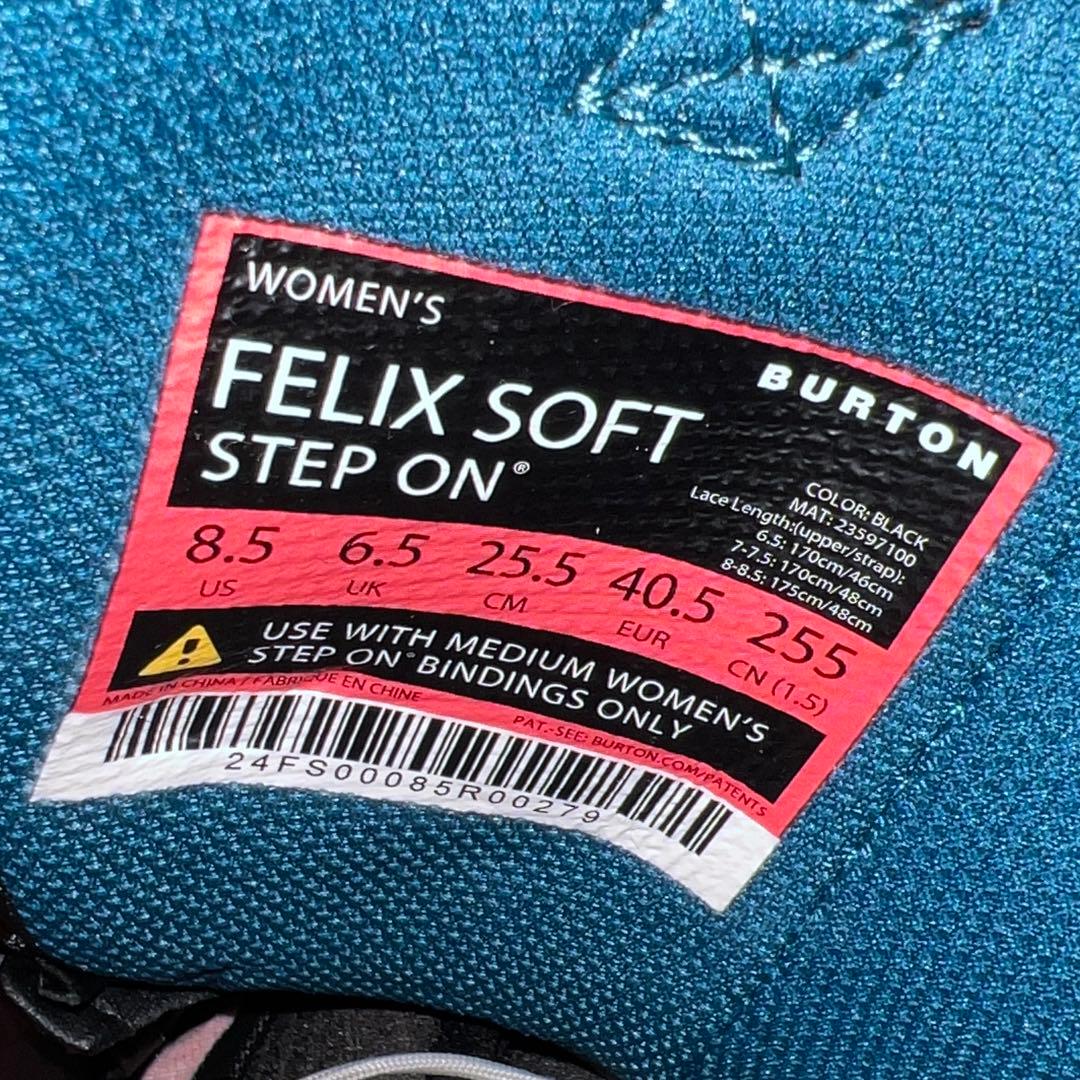 WOMEN'S
BURTON
FELIX SOFT
STEP ON®
COLOR: BLACK
MAT: 23597100
Lace Length:(upper/strap):
6.5: 170cm/46cm
7-7.5: 170cm/48cm
8-8.5: 175cm/48cm
8.5 6.5 25.5 40.5 255
US UK CM EUR CN (1.5)
USE WITH MEDIUM WOMEN'S
STEP ON® BINDINGS ONLY
MADE IN CHINA / FABRIQUE EN CHINE
PAT.-SEE: BURTON.COM/PATENTS
24FS00085R00279